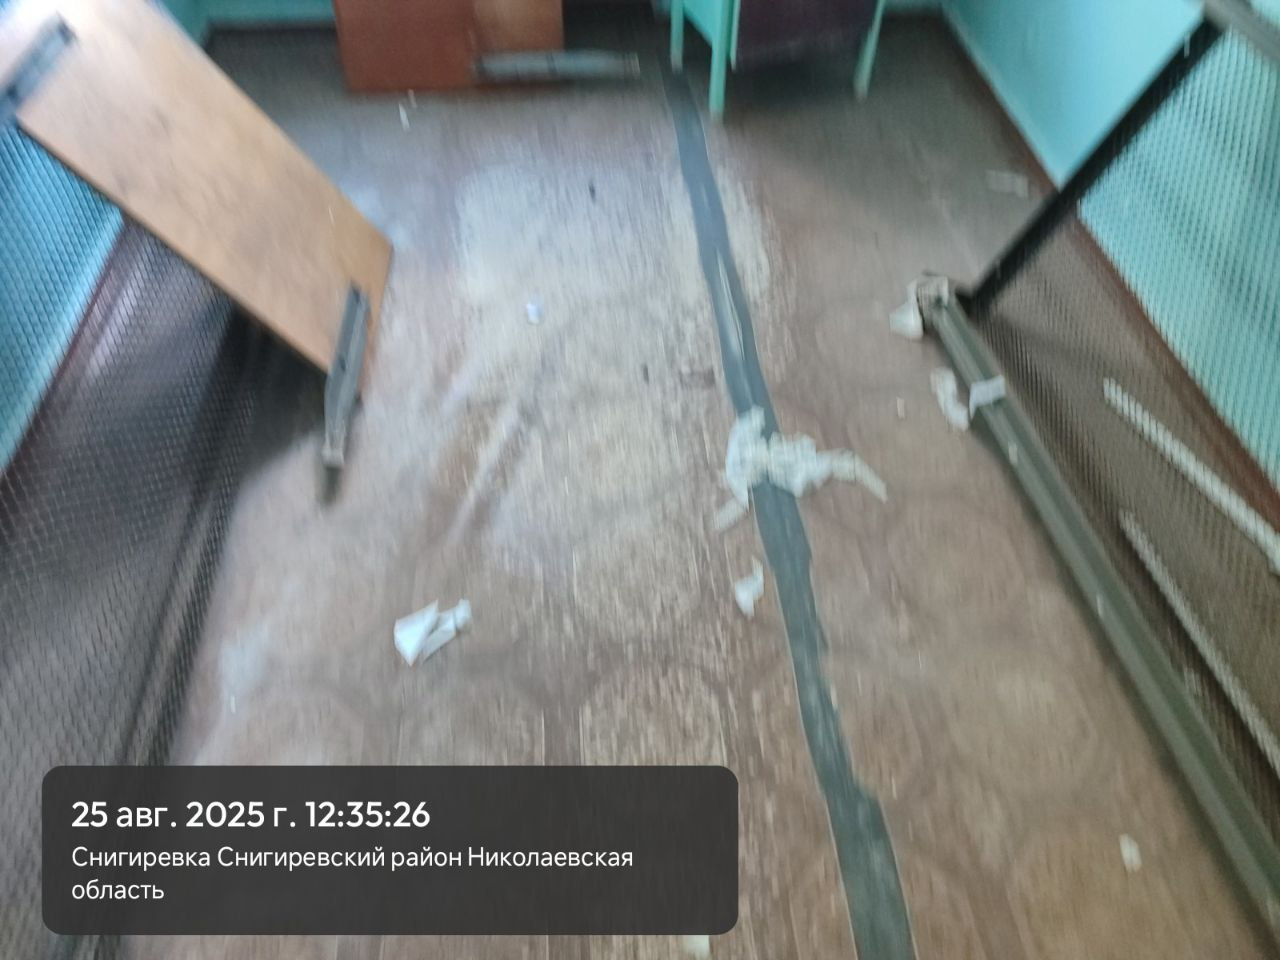 25 авг. 2025 г. 12:35:26
Снигиревка Снигиревский район Николаевская
область